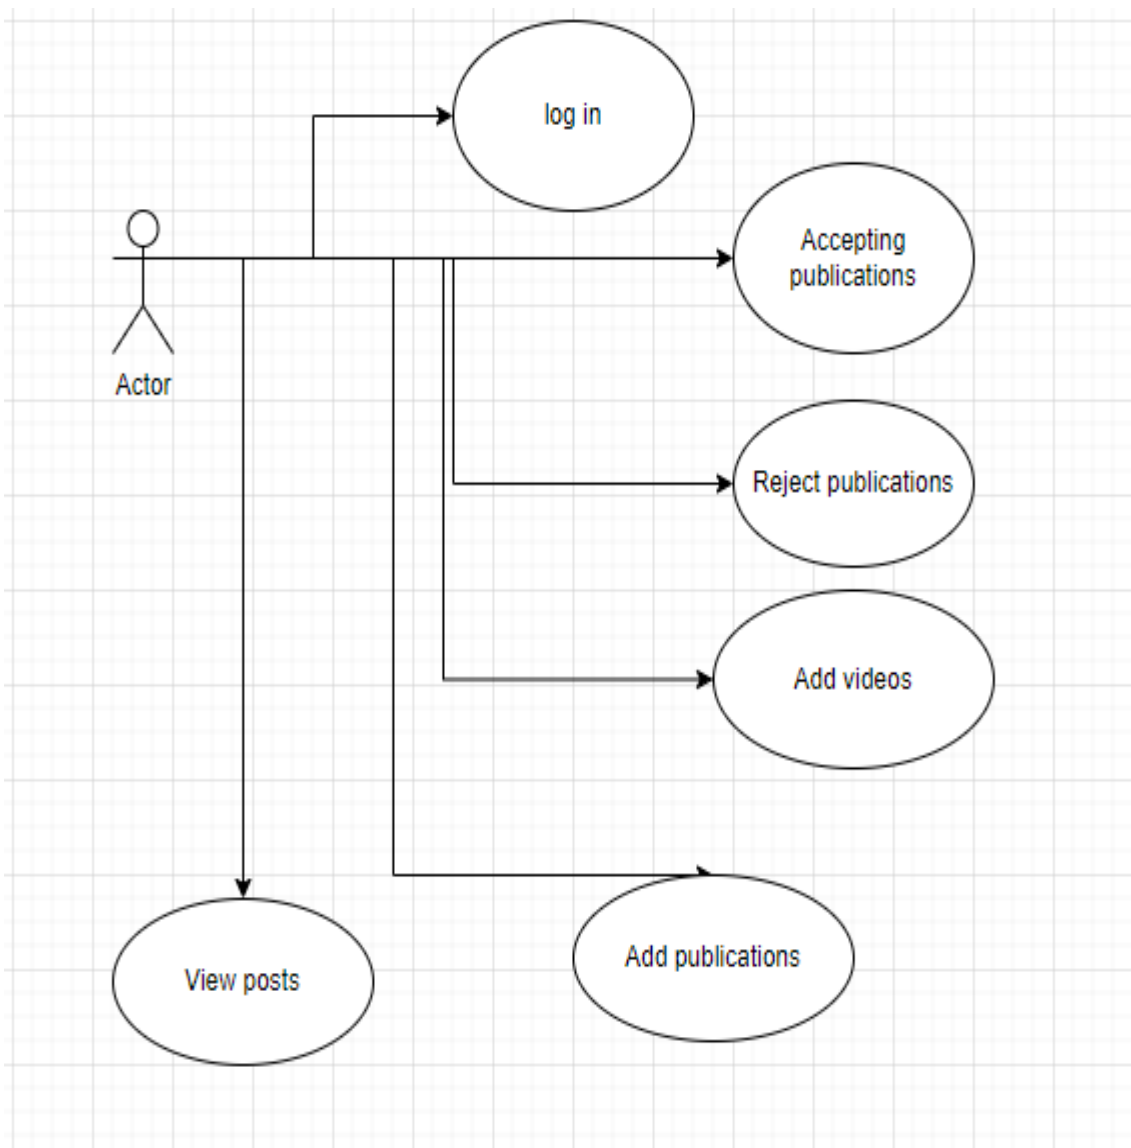 log in
Accepting
publications
Actor
Reject publications
Add videos
Add publications
View posts